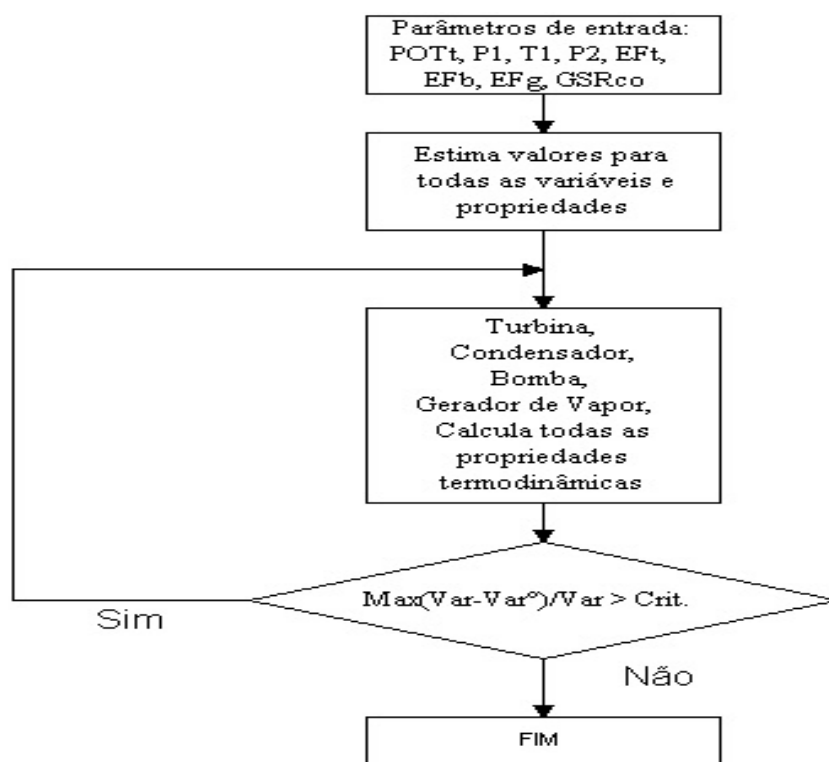 Parâmetros de entrada:
POTt, P1, T1, P2, EFt,
EFb, EFg, GSRco
Estima valores para
todas as variáveis e
propriedades
Turbina,
Condensador,
Bomba,
Gerador de Vapor,
Calcula todas as
propriedades
termodinâmicas
Max(Var-Varº)/Var > Crit.
Sim
Não
FIM